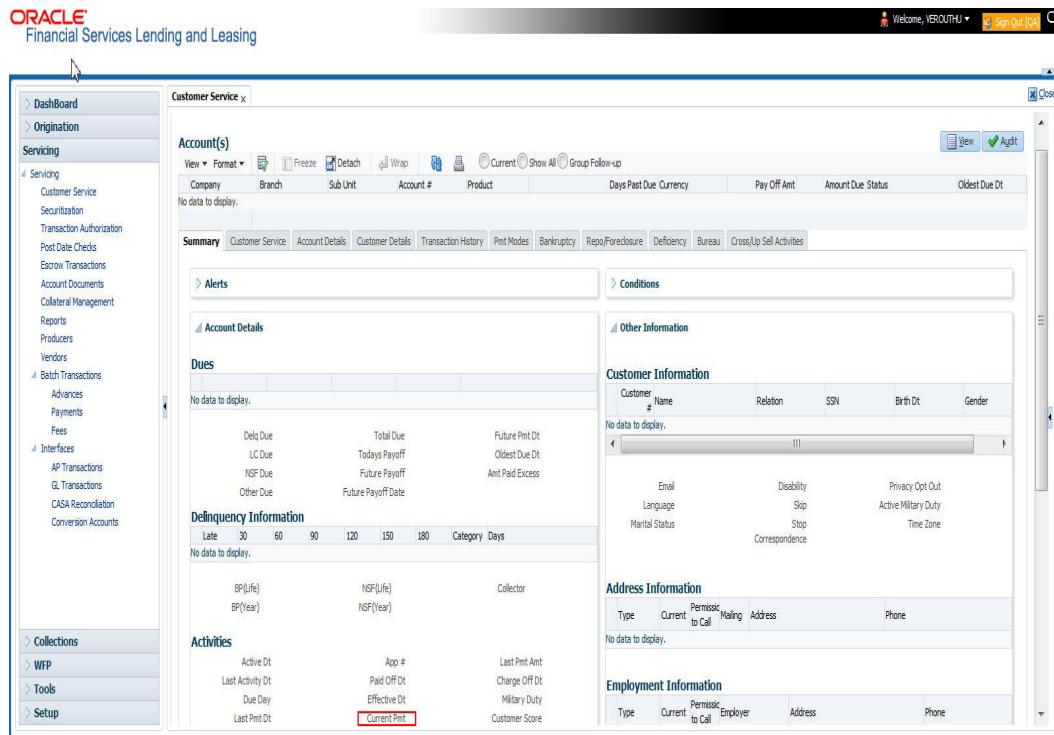 ORACLE'
Financial Services Lending and Leasing
Welcome, VEROUTHU
Sign Out [QA]
DashBoard
Origination
Servicing
Servicing
Customer Service
Securitization
Transaction Authorization
Post Date Checks
Escrow Transactions
Account Documents
Collateral Management
Reports
Producers
Vendors
Batch Transactions
Advances
Payments
Fees
Interfaces
AP Transactions
GL Transactions
CASA Reconciliation
Conversion Accounts
Collections
WFP
Tools
Setup
Customer Service X
Close
Account(s)
View Audit
View Format Freeze Detach Wrap Current Show All Group Follow-up
Company Branch Sub Unit Account # Product Days Past Due Currency Pay Off Amt Amount Due Status Oldest Due Dt
No data to display.
Summary Customer Service Account Details Customer Details Transaction History Pmt Modes Bankruptcy Repo/Foreclosure Deficiency Bureau Cross/Up Sell Activities
Alerts
Account Details
Dues
No data to display.
Delq Due Total Due Future Pmt Dt
LC Due Todays Payoff Oldest Due Dt
NSF Due Future Payoff Amt Paid Excess
Other Due Future Payoff Date
Delinquency Information
Late 30 60 90 120 150 180 Category Days
No data to display.
BP(Life) NSF(Life) Collector
BP(Year) NSF(Year)
Activities
Active Dt App # Last Pmt Amt
Last Activity Dt Paid Off Dt Charge Off Dt
Due Day Effective Dt Military Duty
Last Pmt Dt Current Pmt Customer Score
Conditions
Other Information
Customer Information
Customer # Name Relation SSN Birth Dt Gender
No data to display.
Email Disability Privacy Opt Out
Language Skip Active Military Duty
Marital Status Stop Correspondence Time Zone
Address Information
Type Current Permissic to Call Mailing Address Phone
No data to display.
Employment Information
Type Current Permissic to Call Employer Address Phone